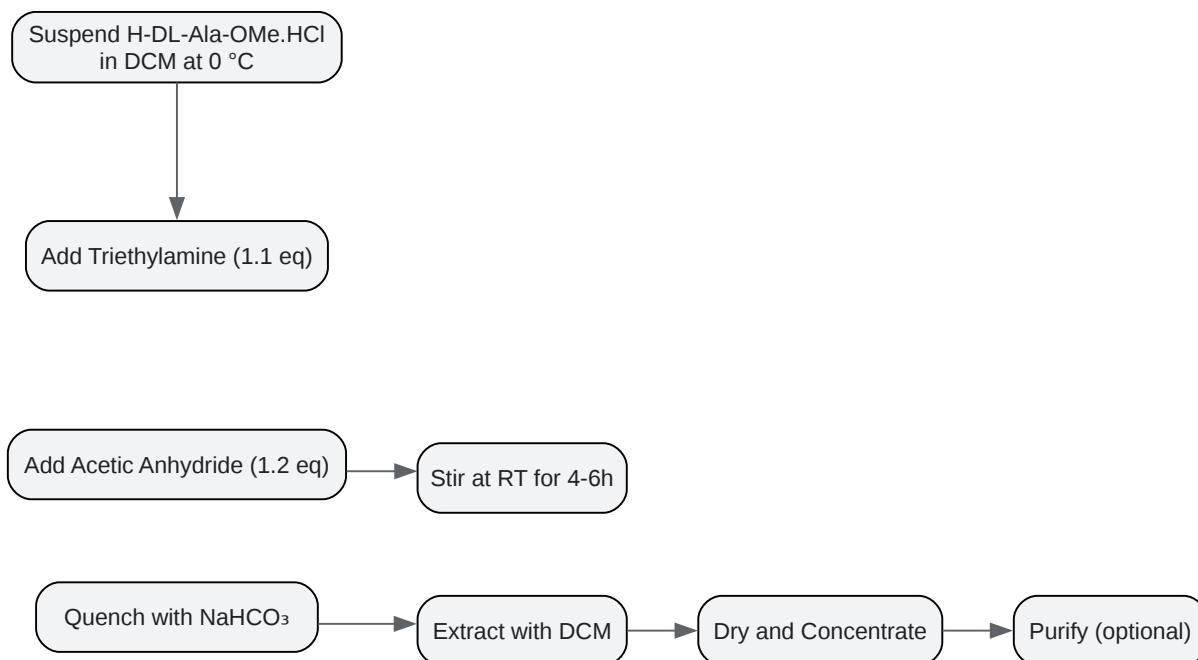 Suspend H-DL-Ala-OMe.HCl
in DCM at 0 °C
Add Triethylamine (1.1 eq)
Add Acetic Anhydride (1.2 eq)
Stir at RT for 4-6h
Quench with NaHCO₃
Extract with DCM
Dry and Concentrate
Purify (optional)